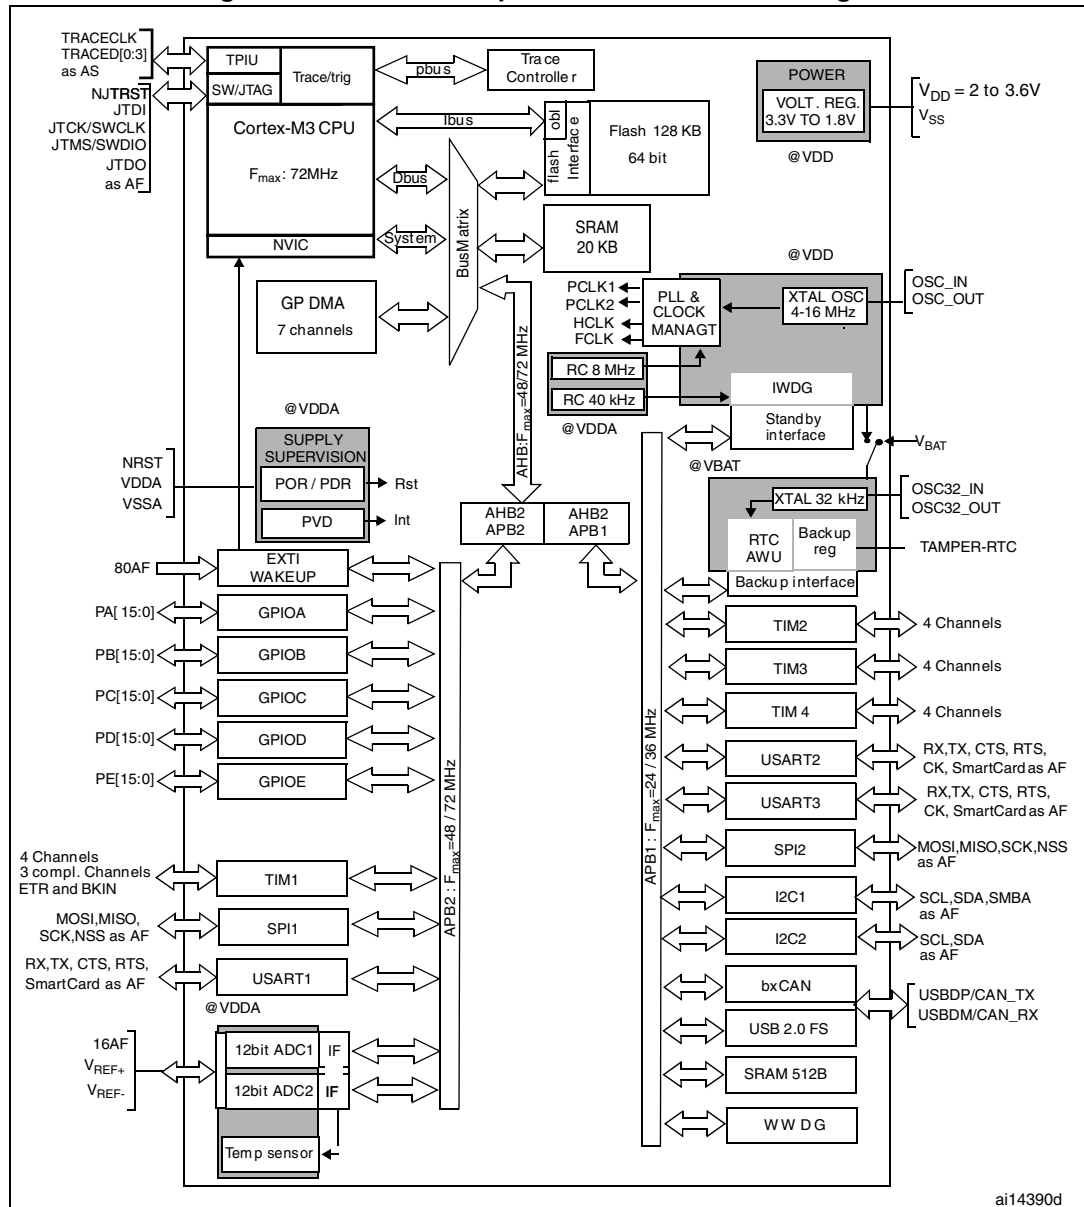 TRACECLK
TRACED[0:3]
as AS
NJTRST
JTDI
JTCK/SWCLK
JTMS/SWDIO
JTDO
as AF
TPIU
SW/JTAG
Trace/trig
Cortex-M3 CPU
Fmax: 72MHz
NVIC
pbus
Trace
Controller
Ibus
Dbus
System
BusMatrix
obl
flash
Interface
Flash 128 KB
64 bit
SRAM
20 KB
POWER
VOLT. REG.
3.3V TO 1.8V
@VDD
VDD = 2 to 3.6V
VSS
GP DMA
7 channels
AHB:Fmax=48/72 MHz
PCLK1
PCLK2
HCLK
FCLK
PLL &
CLOCK
MANAGT
@VDD
XTAL OSC
4-16 MHz
OSC_IN
OSC_OUT
RC 8 MHz
RC 40 kHz
@VDDA
IWDG
Standby
interface
VBAT
@VBAT
@VDDA
SUPPLY
SUPERVISION
POR / PDR
Rst
PVD
Int
NRST
VDDA
VSSA
AHB2
APB2
AHB2
APB1
XTAL 32 kHz
OSC32_IN
OSC32_OUT
RTC
AWU
Backup
reg
TAMPER-RTC
Backup interface
80AF
EXTI
WAKEUP
PA[15:0]
GPIOA
PB[15:0]
GPIOB
PC[15:0]
GPIOC
PD[15:0]
GPIOD
PE[15:0]
GPIOE
4 Channels
3 compl. Channels
ETR and BKIN
TIM1
MOSI,MISO,
SCK,NSS as AF
SPI1
RX,TX, CTS, RTS,
SmartCard as AF
USART1
@VDDA
16AF
VREF+
VREF-
12bit ADC1
IF
12bit ADC2
IF
Temp sensor
APB2 : Fmax=48 / 72 MHz
APB1 : Fmax=24 / 36 MHz
TIM2
4 Channels
TIM3
4 Channels
TIM 4
4 Channels
USART2
RX,TX, CTS, RTS,
CK, SmartCard as AF
USART3
RX,TX, CTS, RTS,
CK, SmartCard as AF
SPI2
MOSI,MISO,SCK,NSS
as AF
I2C1
SCL,SDA,SMBA
as AF
I2C2
SCL,SDA
as AF
bxCAN
USBDP/CAN_TX
USBDM/CAN_RX
USB 2.0 FS
SRAM 512B
WWDG
ai14390d